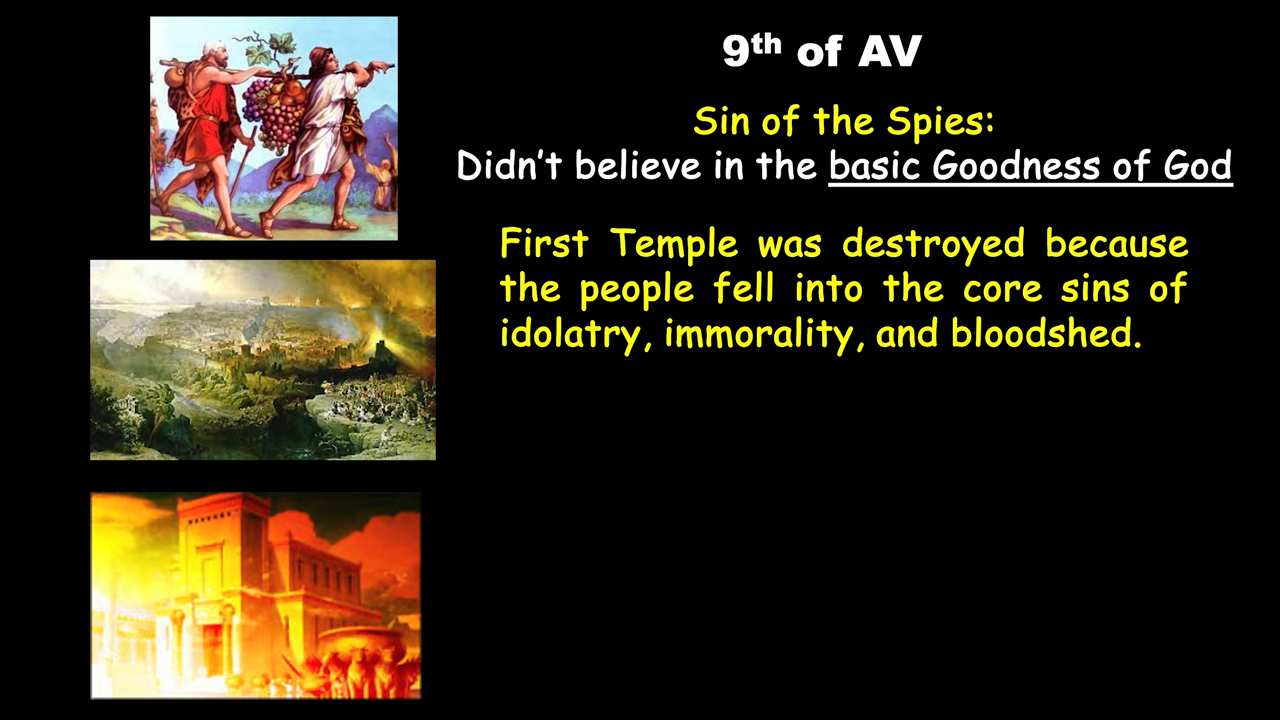 9th of AV
Sin of the Spies:
Didn't believe in the basic Goodness of God
First Temple was destroyed because
the people fell into the core sins of
idolatry, immorality, and bloodshed.